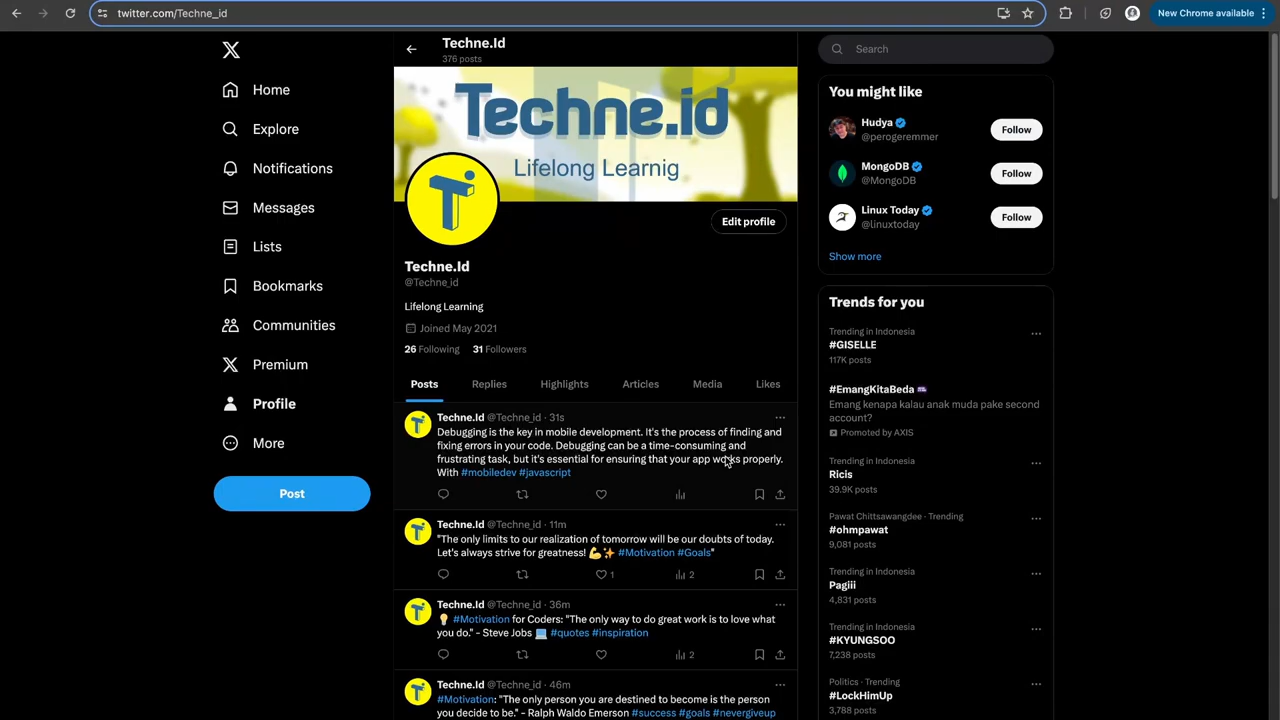 twitter.com/Techne_id
New Chrome available
Home
Explore
Notifications
Messages
Lists
Bookmarks
Communities
Premium
Profile
More
Post
Techne.Id
376 posts
Techne.id
Lifelong Learnig
T
Edit profile
Techne.Id
@Techne_id
Lifelong Learning
Joined May 2021
26 Following 31 Followers
Posts Replies Highlights Articles Media Likes
Techne.Id @Techne_id · 31s
Debugging is the key in mobile development. It's the process of finding and
fixing errors in your code. Debugging can be a time-consuming and
frustrating task, but it's essential for ensuring that your app works properly.
With #mobiledev #javascript
Techne.Id @Techne_id · 11m
"The only limits to our realization of tomorrow will be our doubts of today.
Let's always strive for greatness! 💪✨ #Motivation #Goals"
1 2
Techne.Id @Techne_id · 36m
💡 #Motivation for Coders: "The only way to do great work is to love what
you do." - Steve Jobs 💻 #quotes #inspiration
2
Techne.Id @Techne_id · 46m
#Motivation: "The only person you are destined to become is the person
you decide to be." - Ralph Waldo Emerson #success #goals #nevergiveup
Search
You might like
Hudya
@perogeremmer
Follow
MongoDB
@MongoDB
Follow
Linux Today
@linuxtoday
Follow
Show more
Trends for you
Trending in Indonesia
#GISELLE
117K posts
#EmangKitaBeda
Emang kenapa kalau anak muda pake second
account?
Promoted by AXIS
Trending in Indonesia
Ricis
39.9K posts
Pawat Chittsawangdee · Trending
#ohmpawat
9,081 posts
Trending in Indonesia
Pagiii
4,831 posts
Trending in Indonesia
#KYUNGSOO
7,238 posts
Politics · Trending
#LockHimUp
3,788 posts